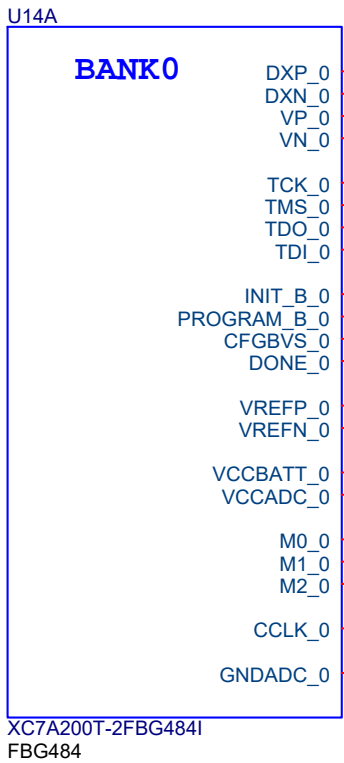 U14A
BANK0
DXP_0
DXN_0
VP_0
VN_0
TCK_0
TMS_0
TDO_0
TDI_0
INIT_B_0
PROGRAM_B_0
CFGBVS_0
DONE_0
VREFP_0
VREFN_0
VCCBATT_0
VCCADC_0
M0_0
M1_0
M2_0
CCLK_0
GNDADC_0
XC7A200T-2FBG484I
FBG484